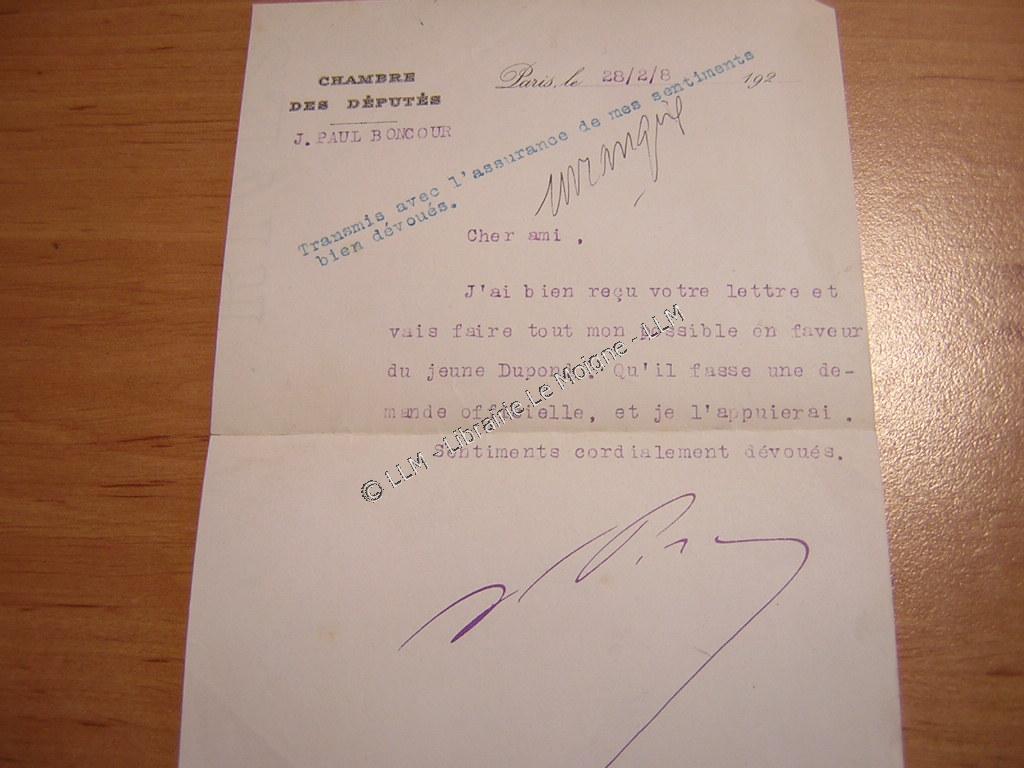 CHAMBRE
DES DÉPUTÉS
J. PAUL BONCOUR
Paris, le 28/2/8 192
Transmis avec l'assurance de mes sentiments
bien dévoués.
Cher ami ,
J'ai bien reçu votre lettre et
vais faire tout mon possible en faveur
du jeune Dupond. Qu'il fasse une de-
mande officielle, et je l'appuierai .
Sentiments cordialement dévoués.
© LLM - Librairie Le Moigne - LLM